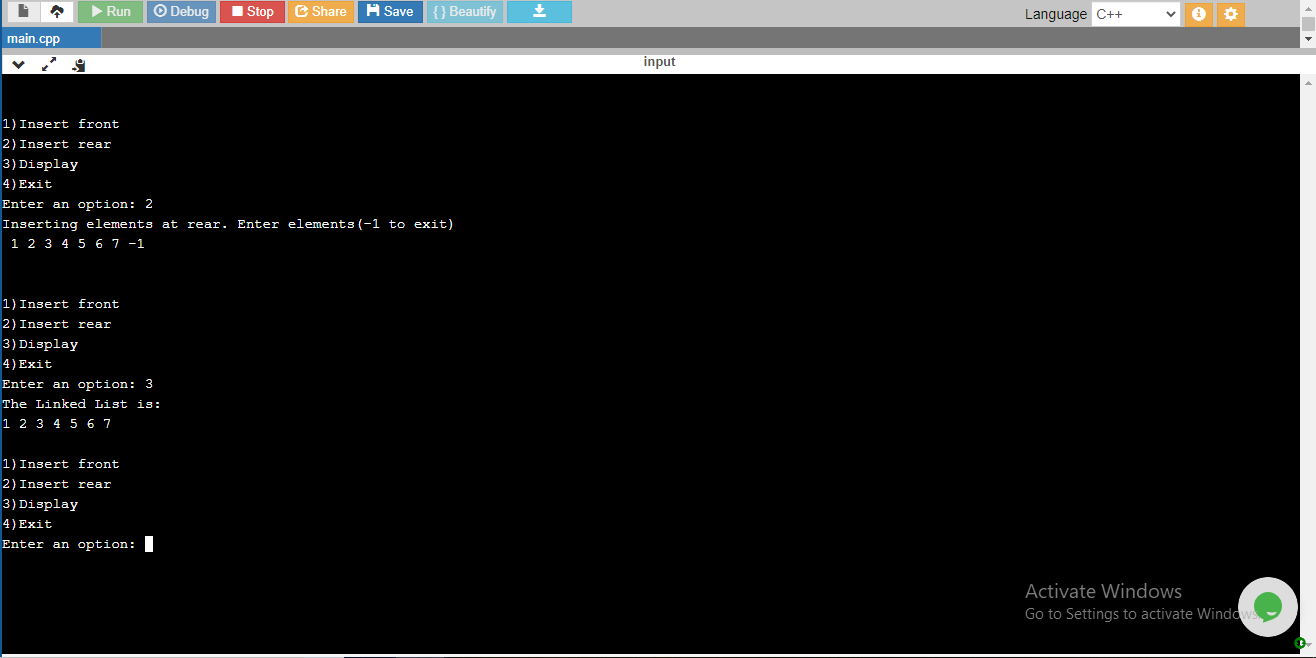 Run Debug Stop Share Save { } Beautify Language C++
main.cpp
input
1)Insert front
2)Insert rear
3)Display
4)Exit
Enter an option: 2
Inserting elements at rear. Enter elements(-1 to exit)
1 2 3 4 5 6 7 -1
1)Insert front
2)Insert rear
3)Display
4)Exit
Enter an option: 3
The Linked List is:
1 2 3 4 5 6 7
1)Insert front
2)Insert rear
3)Display
4)Exit
Enter an option:
Activate Windows
Go to Settings to activate Windows.